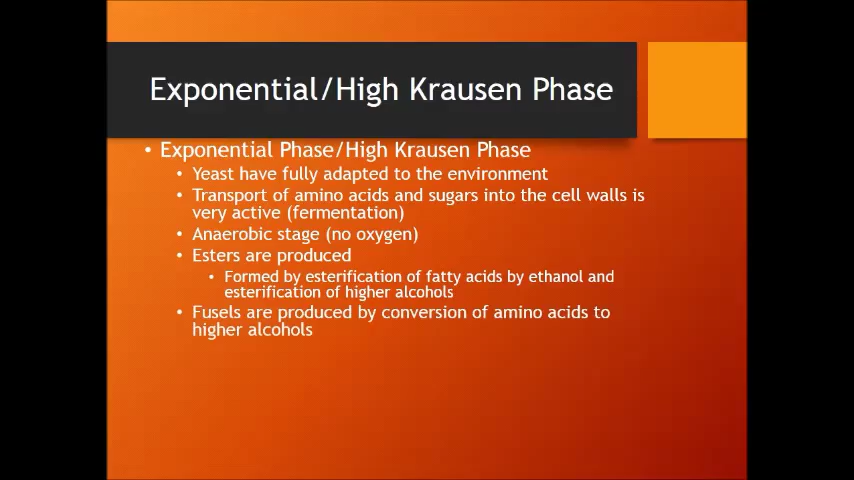 Exponential/High Krausen Phase
• Exponential Phase/High Krausen Phase
• Yeast have fully adapted to the environment
• Transport of amino acids and sugars into the cell walls is
very active (fermentation)
• Anaerobic stage (no oxygen)
• Esters are produced
• Formed by esterification of fatty acids by ethanol and
esterification of higher alcohols
• Fusels are produced by conversion of amino acids to
higher alcohols